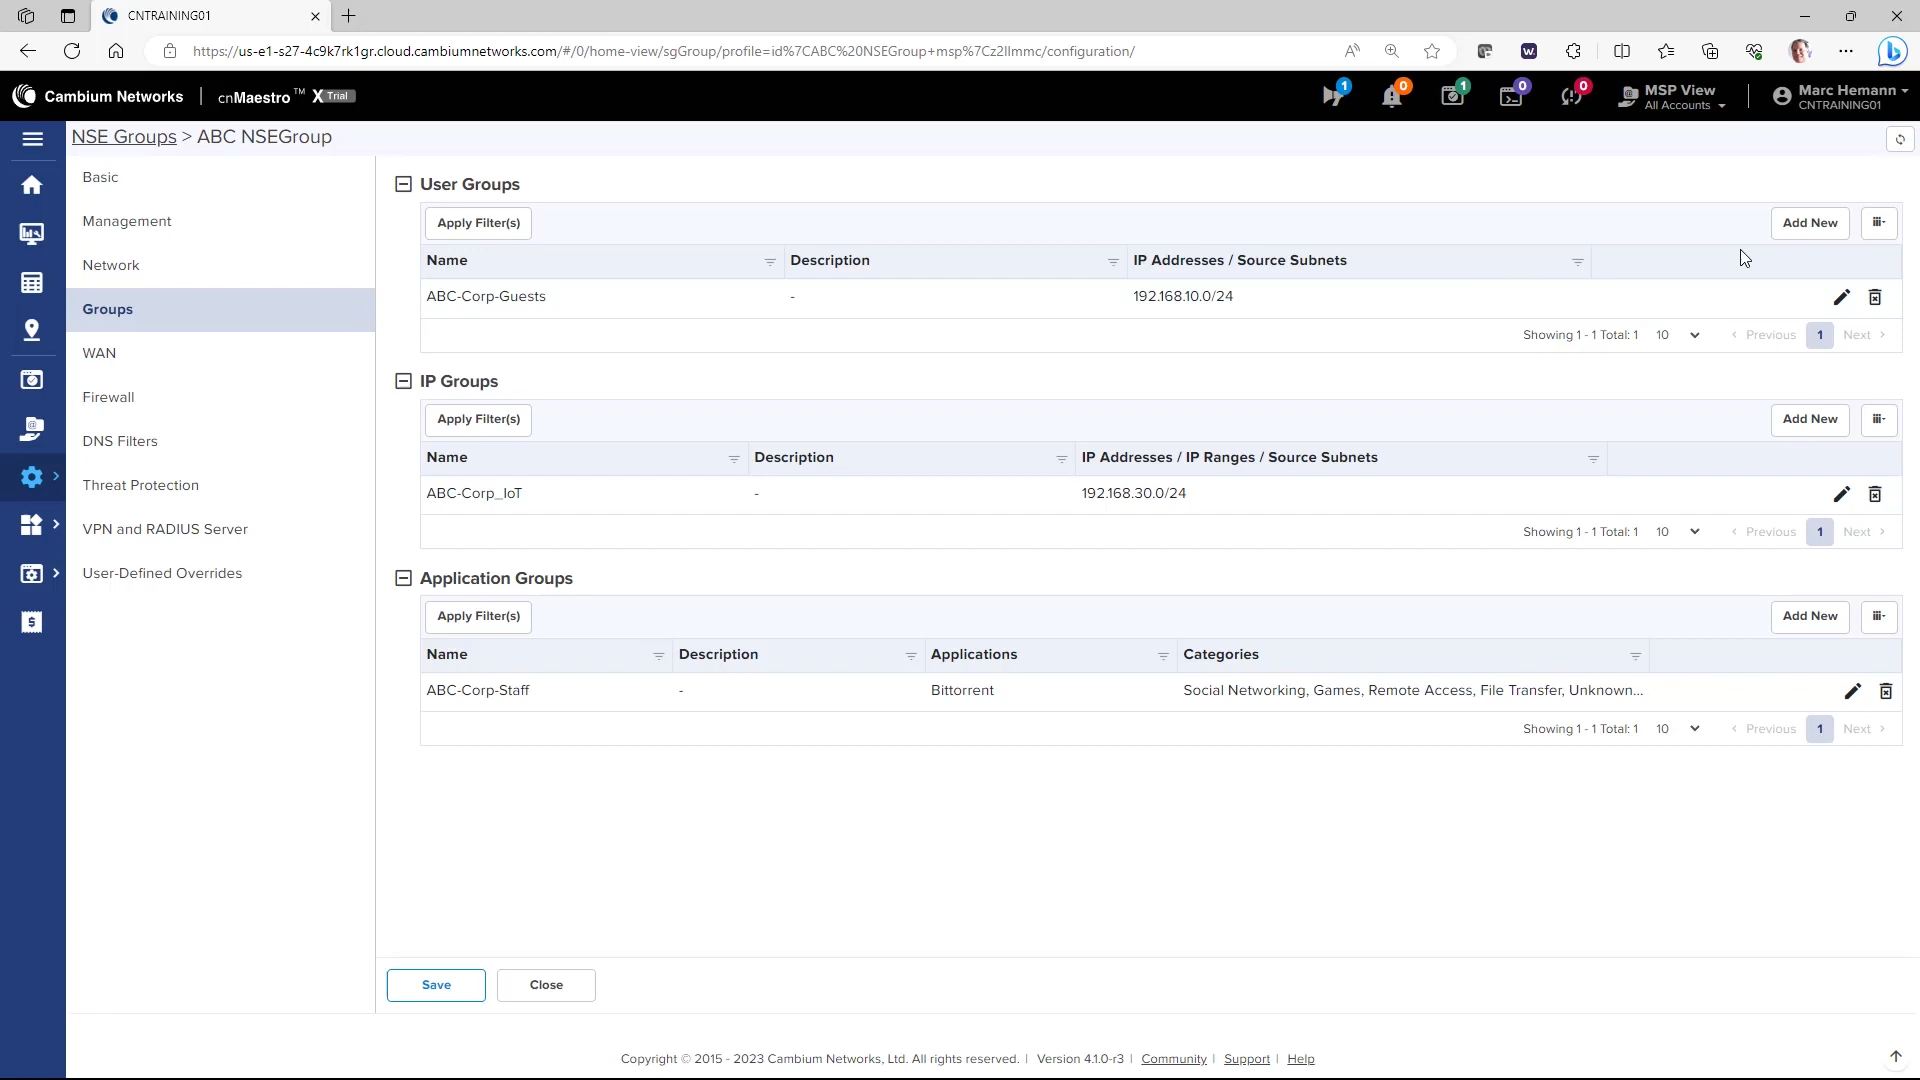 CNTRAINING01
https://us-e1-s27-4c9k7rk1gr.cloud.cambiumnetworks.com/#/0/home-view/sgGroup/profile=id%7CABC%20NSEGroup+msp%7Cz2IImmc/configuration/
Cambium Networks | cnMaestro™ X Trial
1 0 1 0 0
MSP View
All Accounts
Marc Hemann
CNTRAINING01
NSE Groups > ABC NSEGroup
Basic
Management
Network
Groups
WAN
Firewall
DNS Filters
Threat Protection
VPN and RADIUS Server
User-Defined Overrides
User Groups
Apply Filter(s) Add New
Name Description IP Addresses / Source Subnets
ABC-Corp-Guests - 192.168.10.0/24
Showing 1 - 1 Total: 1 10 < Previous 1 Next >
IP Groups
Apply Filter(s) Add New
Name Description IP Addresses / IP Ranges / Source Subnets
ABC-Corp_IoT - 192.168.30.0/24
Showing 1 - 1 Total: 1 10 < Previous 1 Next >
Application Groups
Apply Filter(s) Add New
Name Description Applications Categories
ABC-Corp-Staff - Bittorrent Social Networking, Games, Remote Access, File Transfer, Unknown...
Showing 1 - 1 Total: 1 10 < Previous 1 Next >
Save Close
Copyright © 2015 - 2023 Cambium Networks, Ltd. All rights reserved. | Version 4.1.0-r3 | Community | Support | Help